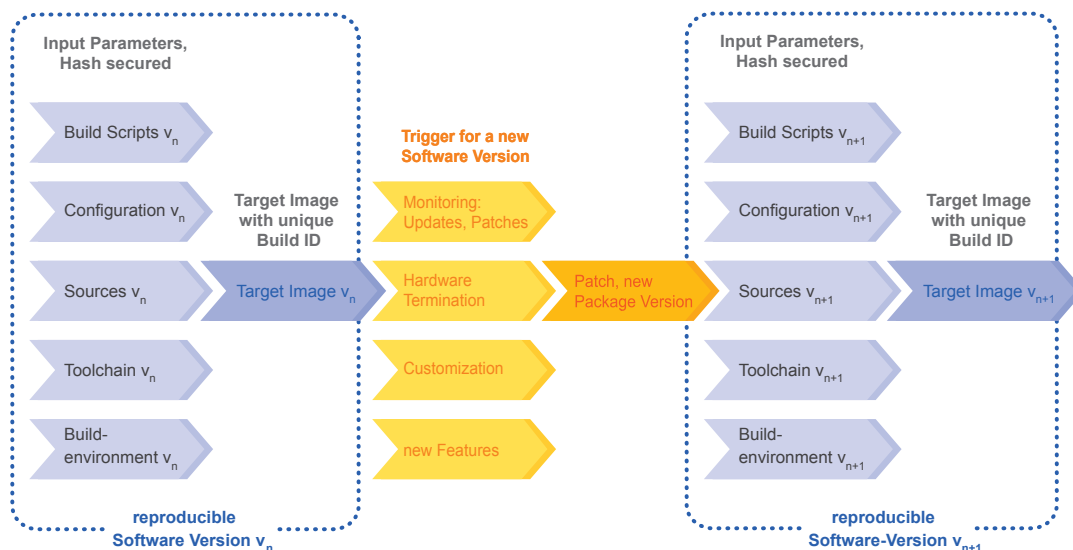 Input Parameters,
Hash secured
Build Scripts vn
Configuration vn
Sources vn
Toolchain vn
Build-
environment vn
Target Image
with unique
Build ID
Target Image vn
reproducible
Software Version vn
Trigger for a new
Software Version
Monitoring:
Updates, Patches
Hardware
Termination
Customization
new Features
Patch, new
Package Version
Input Parameters,
Hash secured
Build Scripts vn+1
Configuration vn+1
Sources vn+1
Toolchain vn+1
Build-
environment vn+1
Target Image
with unique
Build ID
Target Image vn+1
reproducible
Software-Version vn+1